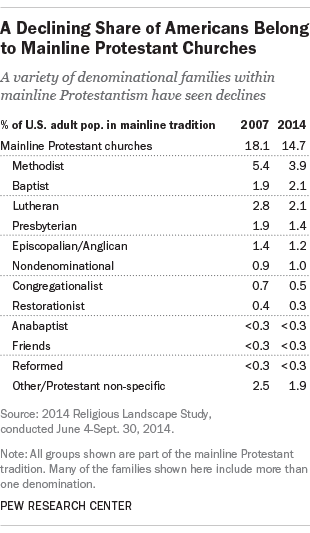 A Declining Share of Americans Belong
to Mainline Protestant Churches
A variety of denominational families within
mainline Protestantism have seen declines
% of U.S. adult pop. in mainline tradition 2007 2014
Mainline Protestant churches 18.1 14.7
Methodist 5.4 3.9
Baptist 1.9 2.1
Lutheran 2.8 2.1
Presbyterian 1.9 1.4
Episcopalian/Anglican 1.4 1.2
Nondenominational 0.9 1.0
Congregationalist 0.7 0.5
Restorationist 0.4 0.3
Anabaptist <0.3 <0.3
Friends <0.3 <0.3
Reformed <0.3 <0.3
Other/Protestant non-specific 2.5 1.9
Source: 2014 Religious Landscape Study,
conducted June 4-Sept. 30, 2014.
Note: All groups shown are part of the mainline Protestant
tradition. Many of the families shown here include more than
one denomination.
PEW RESEARCH CENTER